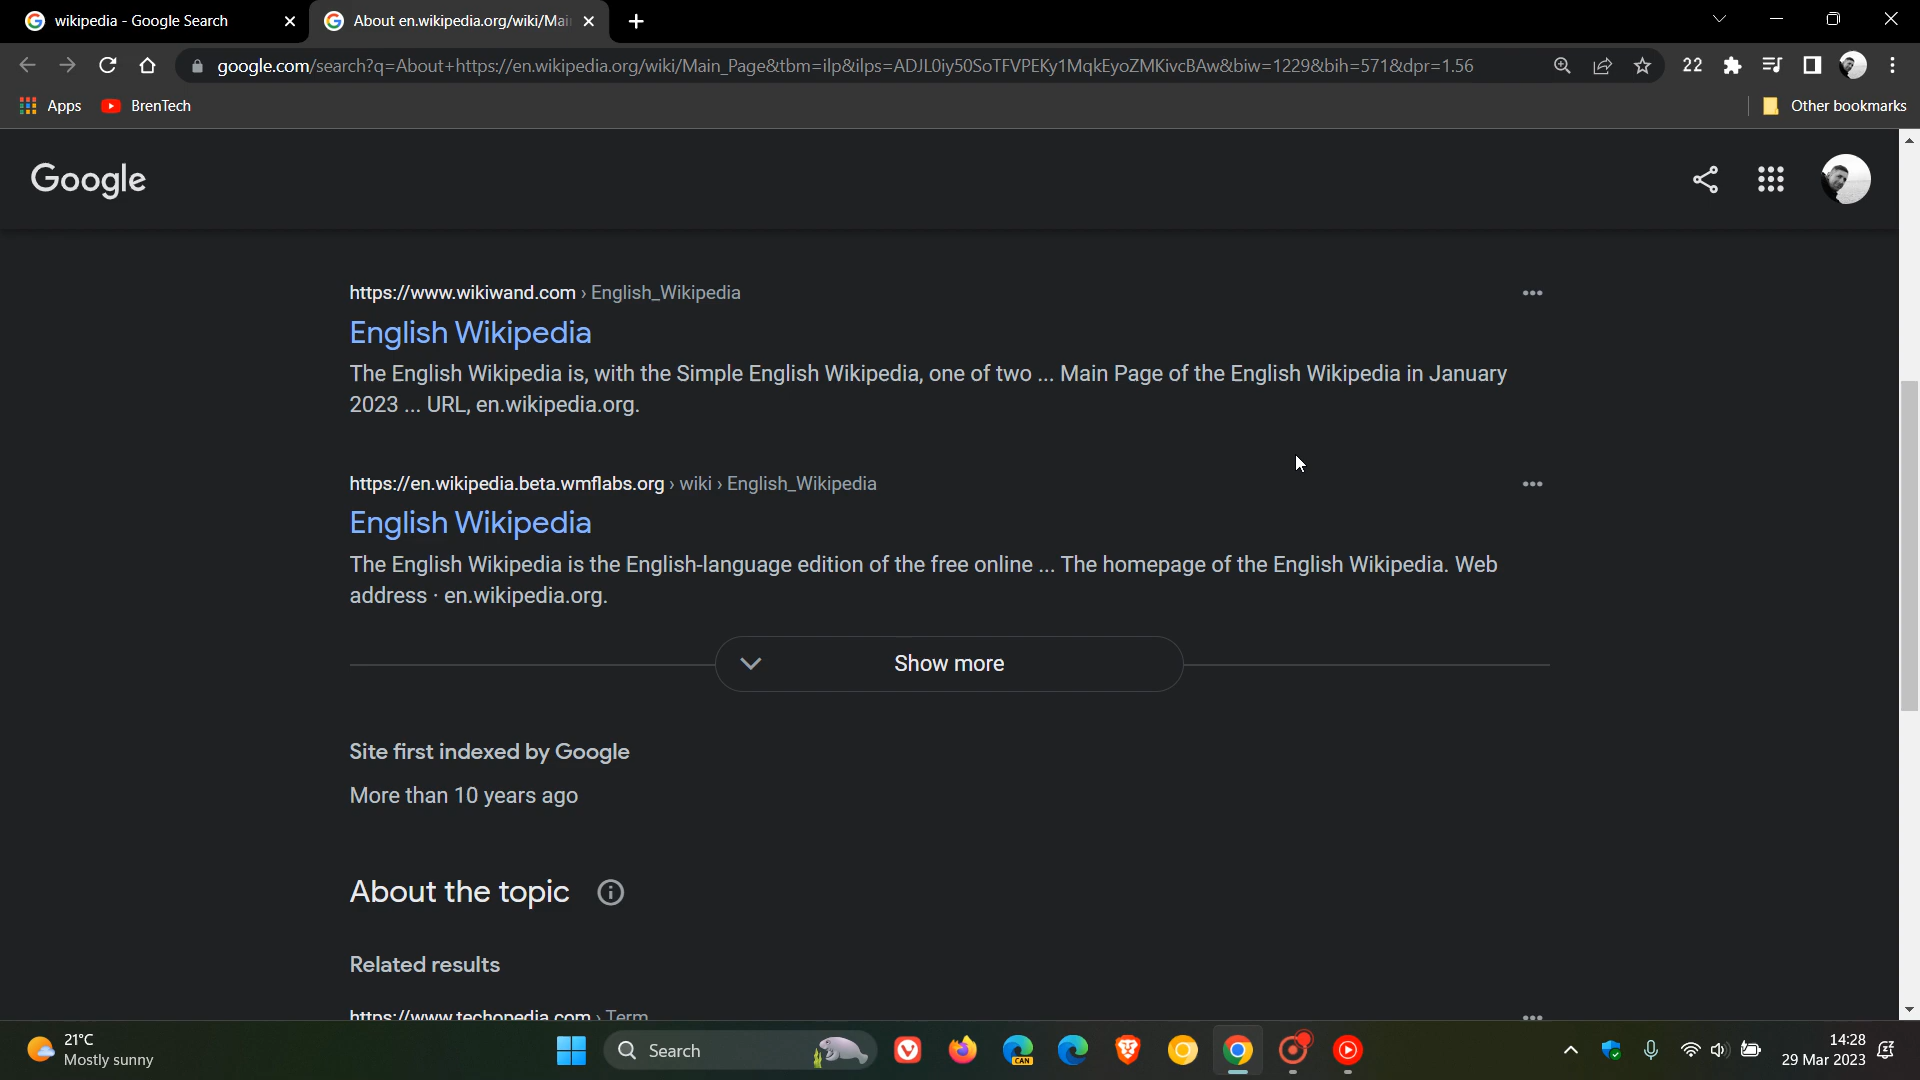 wikipedia - Google Search
About en.wikipedia.org/wiki/Mai
google.com/search?q=About+https://en.wikipedia.org/wiki/Main_Page&tbm=ilp&ilps=ADJL0iy50SoTFVPEKy1MqkEyoZMKivcBAw&biw=1229&bih=571&dpr=1.56
22
Apps
BrenTech
Other bookmarks
Google
https://www.wikiwand.com › English_Wikipedia
English Wikipedia
The English Wikipedia is, with the Simple English Wikipedia, one of two ... Main Page of the English Wikipedia in January
2023 ... URL, en.wikipedia.org.
https://en.wikipedia.beta.wmflabs.org › wiki › English_Wikipedia
English Wikipedia
The English Wikipedia is the English-language edition of the free online ... The homepage of the English Wikipedia. Web
address · en.wikipedia.org.
Show more
Site first indexed by Google
More than 10 years ago
About the topic
Related results
https://www.techopedia.com › Term
21°C
Mostly sunny
Search
CAN
14:28
29 Mar 2023